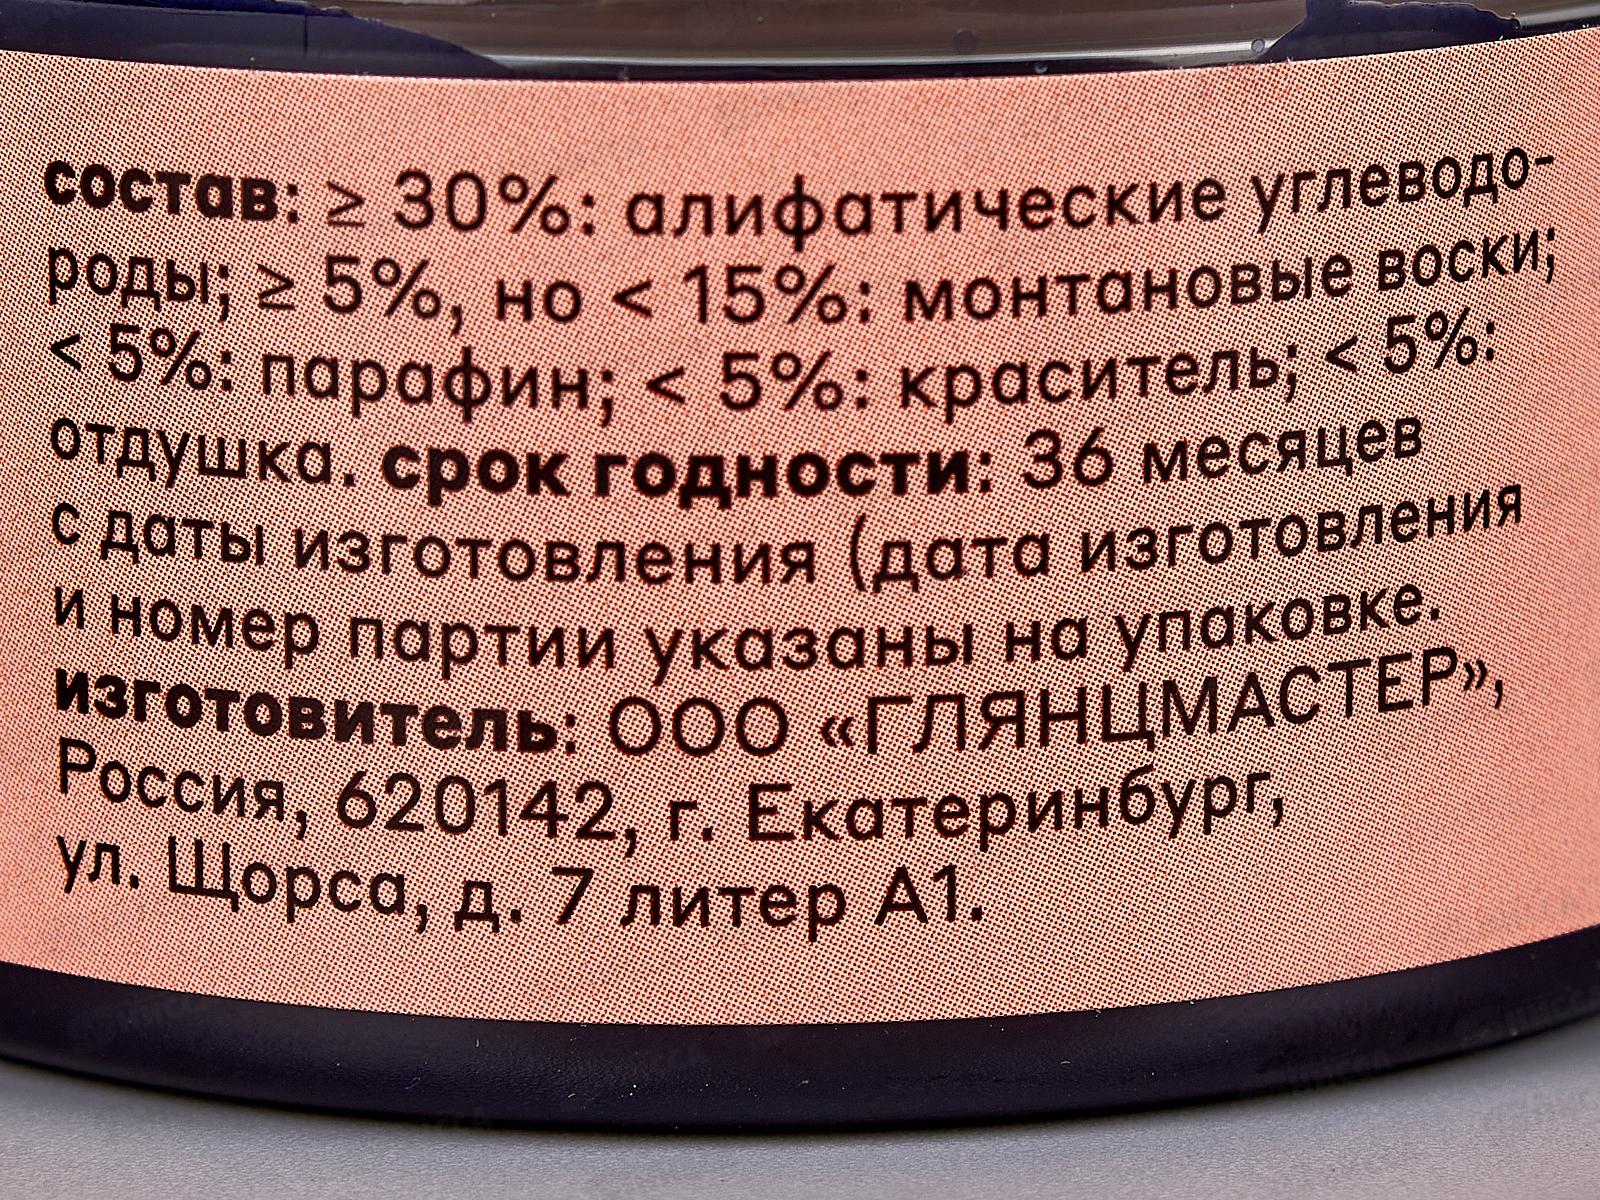 состав: ≥ 30%: алифатические углеводо-
роды; ≥ 5%, но < 15%: монтановые воски;
< 5%: парафин; < 5%: краситель; < 5%:
отдушка. срок годности: 36 месяцев
с даты изготовления (дата изготовления
и номер партии указаны на упаковке.
изготовитель: ООО «ГЛЯНЦМАСТЕР»,
Россия, 620142, г. Екатеринбург,
ул. Щорса, д. 7 литер А1.